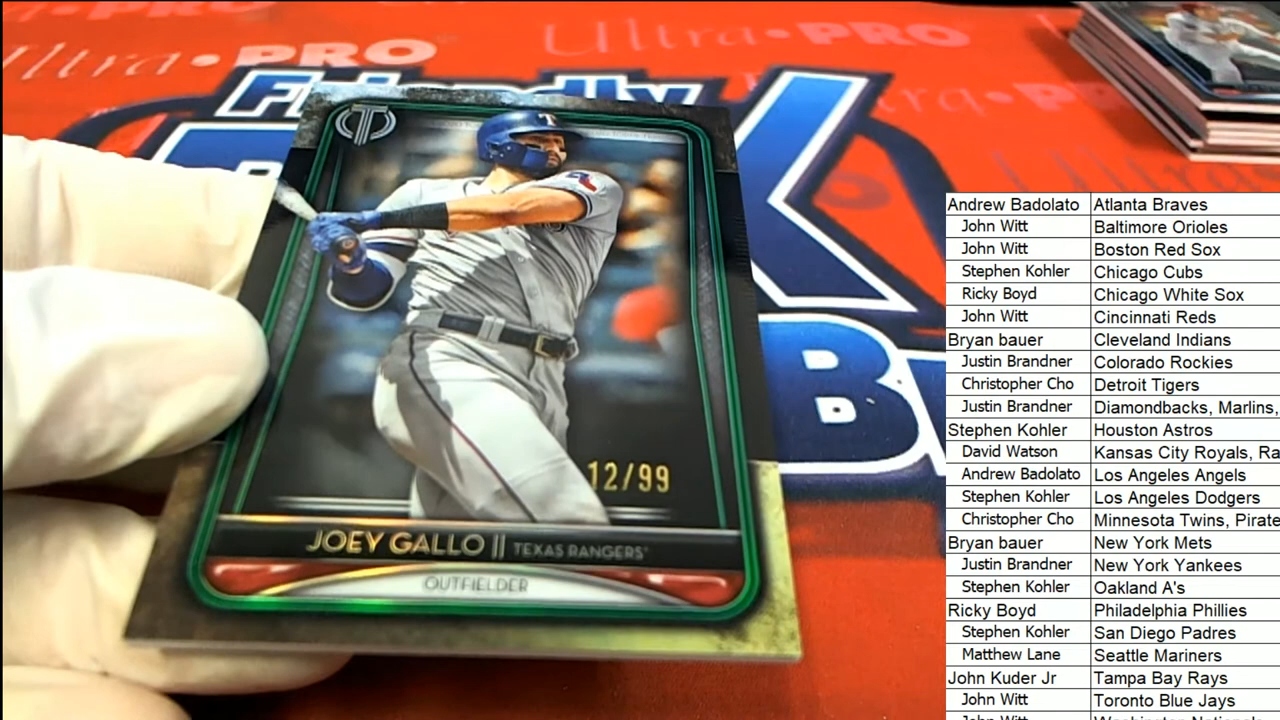 Ultra•PRO
Ultra•PRO
Friendly
K
B
12/99
JOEY GALLO || TEXAS RANGERS
OUTFIELDER
Andrew Badolato Atlanta Braves
John Witt Baltimore Orioles
John Witt Boston Red Sox
Stephen Kohler Chicago Cubs
Ricky Boyd Chicago White Sox
John Witt Cincinnati Reds
Bryan bauer Cleveland Indians
Justin Brandner Colorado Rockies
Christopher Cho Detroit Tigers
Justin Brandner Diamondbacks, Marlins,
Stephen Kohler Houston Astros
David Watson Kansas City Royals, Ra
Andrew Badolato Los Angeles Angels
Stephen Kohler Los Angeles Dodgers
Christopher Cho Minnesota Twins, Pirate
Bryan bauer New York Mets
Justin Brandner New York Yankees
Stephen Kohler Oakland A's
Ricky Boyd Philadelphia Phillies
Stephen Kohler San Diego Padres
Matthew Lane Seattle Mariners
John Kuder Jr Tampa Bay Rays
John Witt Toronto Blue Jays
John Witt Washington Nationals